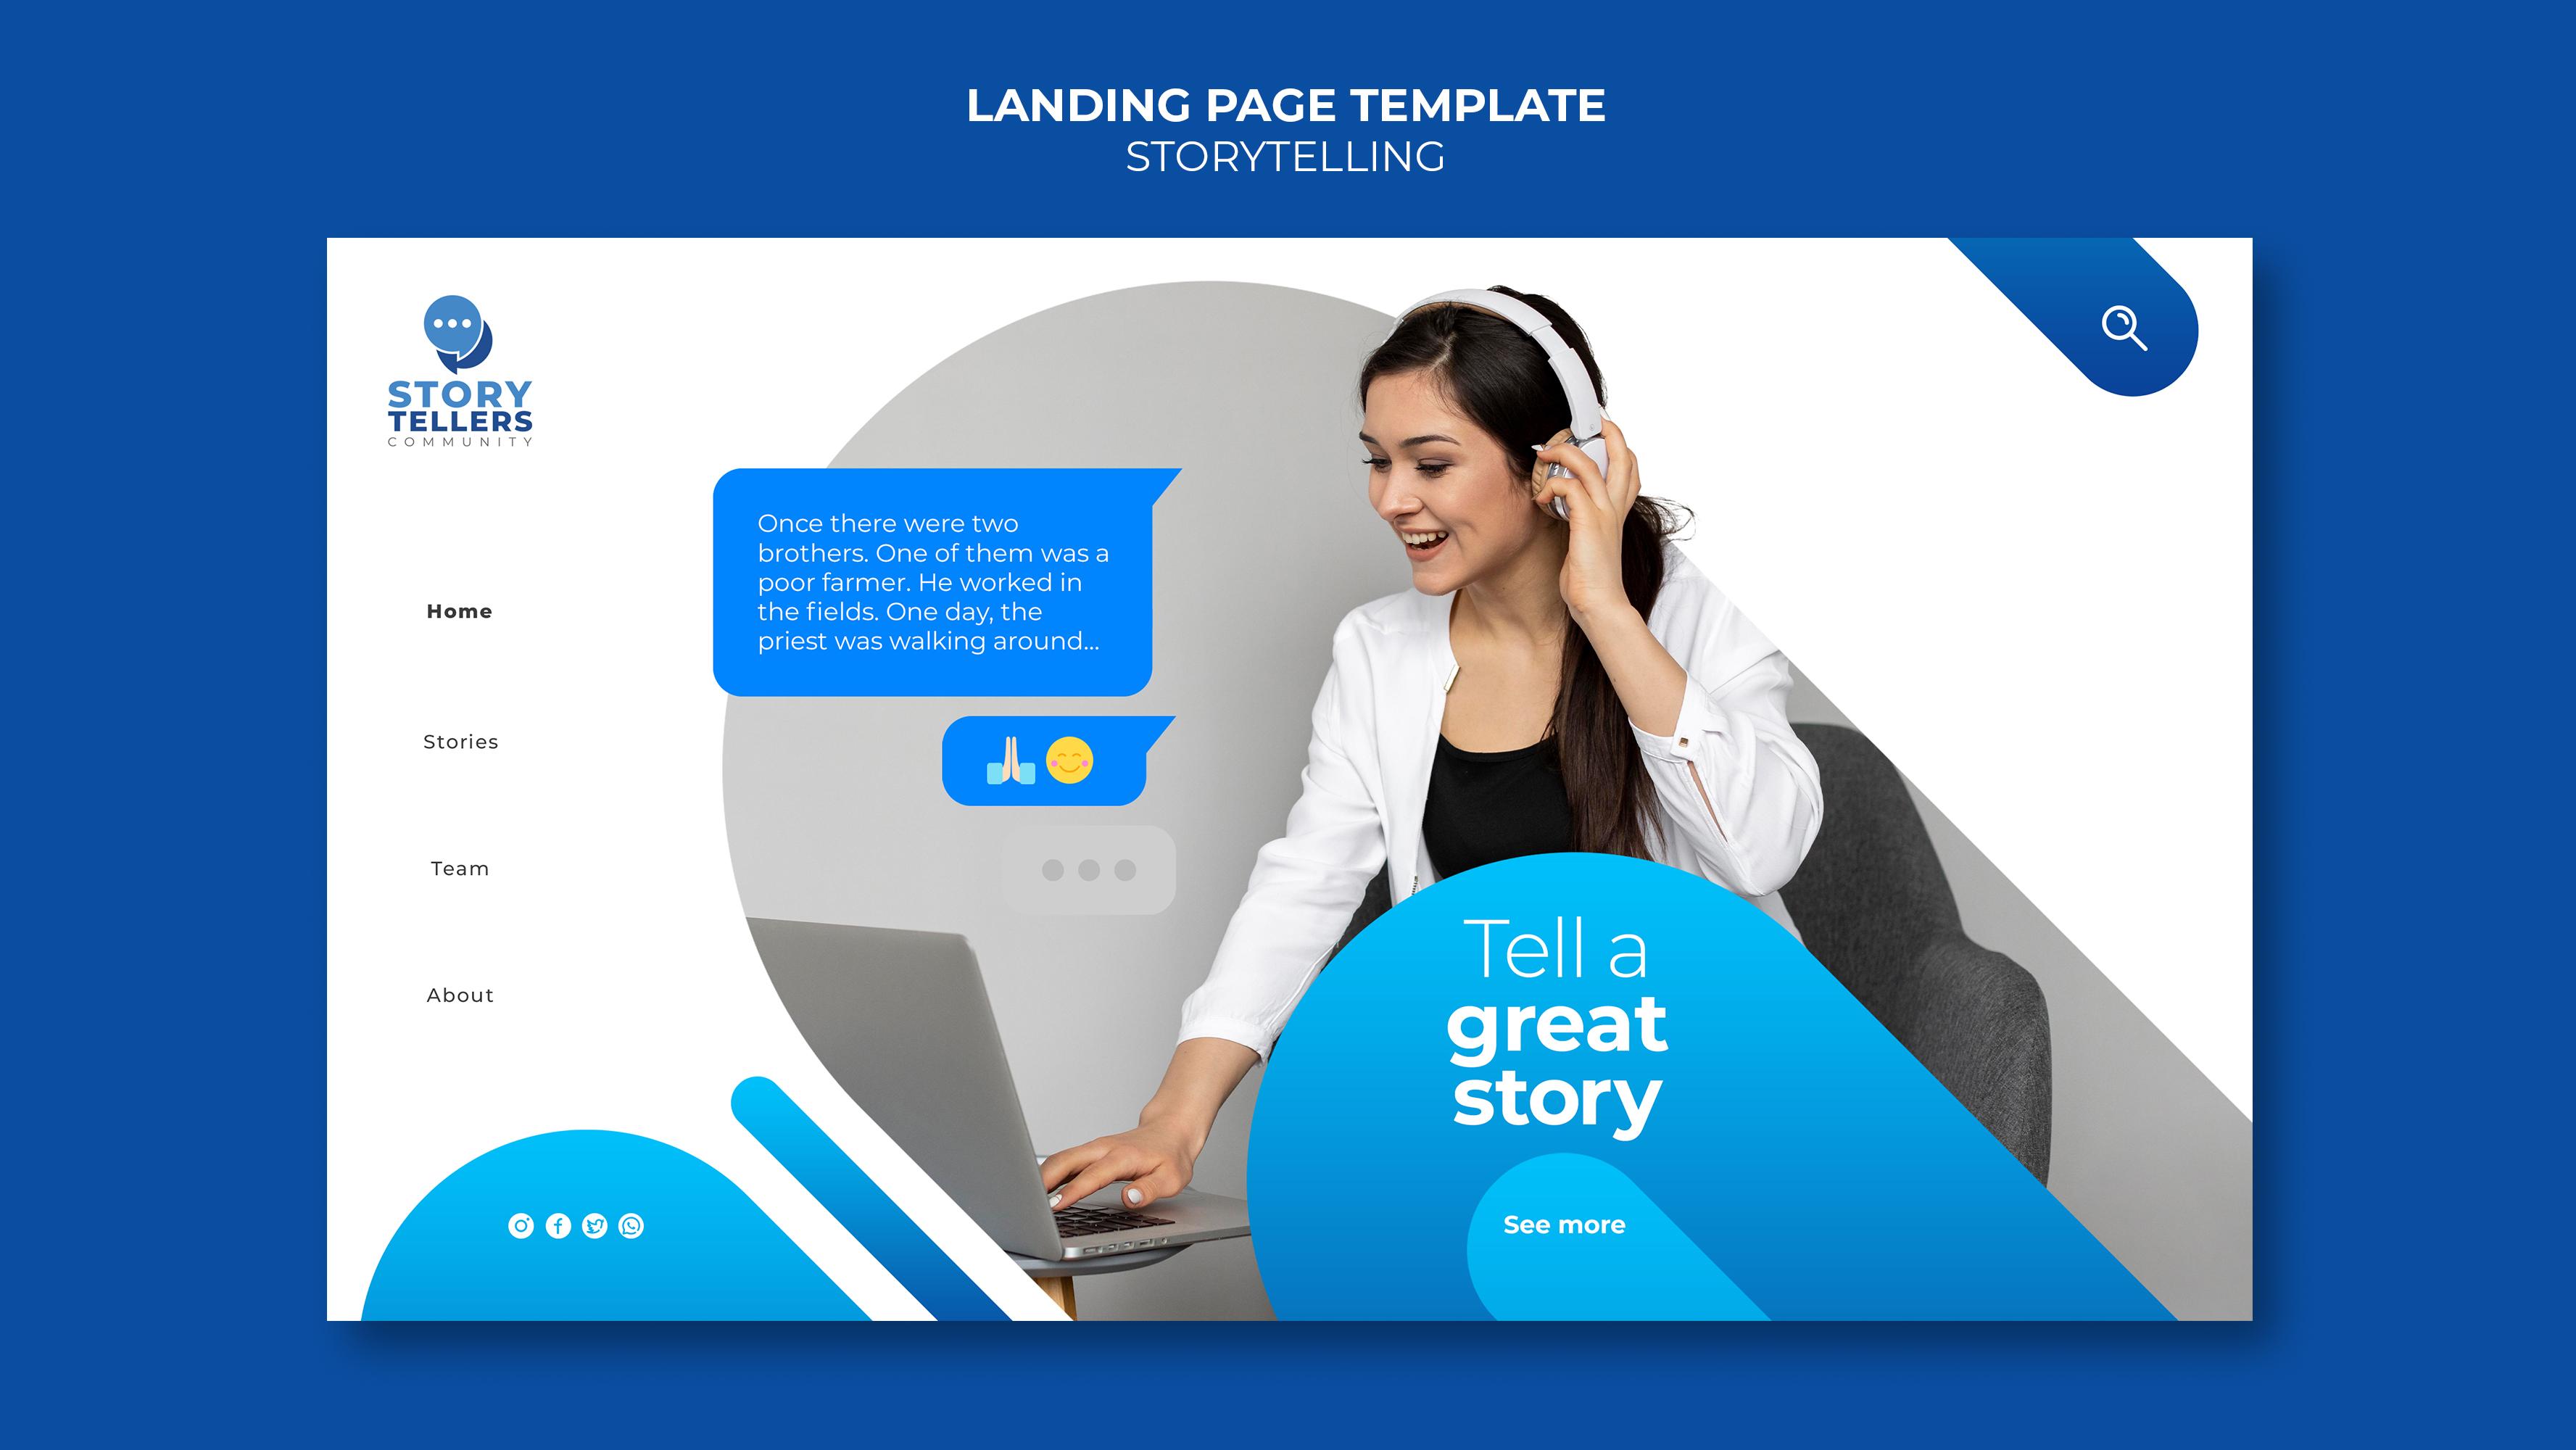 LANDING PAGE TEMPLATE
STORYTELLING
STORY
TELLERS
COMMUNITY
Home
Stories
Team
About
Once there were two
brothers. One of them was a
poor farmer. He worked in
the fields. One day, the
priest was walking around...
Tell a
great
story
See more